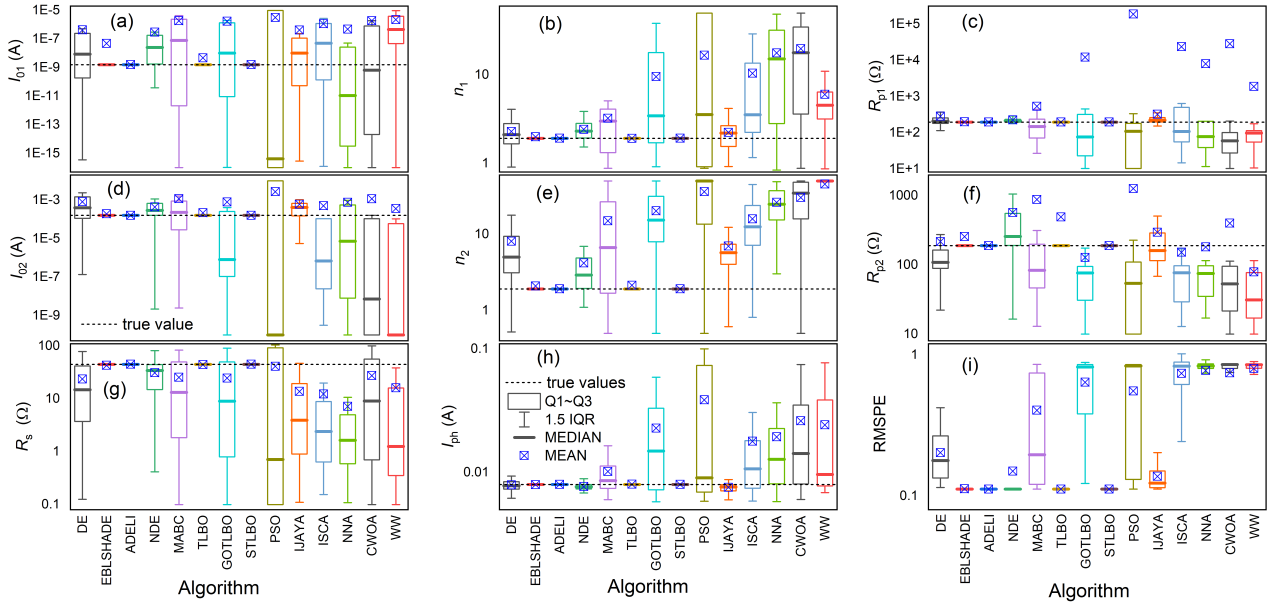 (a)
I01 (A)
1E-5
1E-7
1E-9
1E-11
1E-13
1E-15
(b)
n1
10
1
(c)
Rp1 (Ω)
1E+5
1E+4
1E+3
1E+2
1E+1
(d)
I02 (A)
1E-3
1E-5
1E-7
1E-9
true value
(e)
n2
10
1
(f)
Rp2 (Ω)
1000
100
10
(g)
Rs (Ω)
100
10
1
0.1
DE
EBLSHADE
ADELI
NDE
MABC
TLBO
GOTLBO
STLBO
PSO
IJAYA
ISCA
NNA
CWOA
WW
Algorithm
(h)
Iph (A)
0.1
0.01
true values
Q1~Q3
1.5 IQR
MEDIAN
MEAN
DE
EBLSHADE
ADELI
NDE
MABC
TLBO
GOTLBO
STLBO
PSO
IJAYA
ISCA
NNA
CWOA
WW
Algorithm
(i)
RMSPE
1
0.1
DE
EBLSHADE
ADELI
NDE
MABC
TLBO
GOTLBO
STLBO
PSO
IJAYA
ISCA
NNA
CWOA
WW
Algorithm